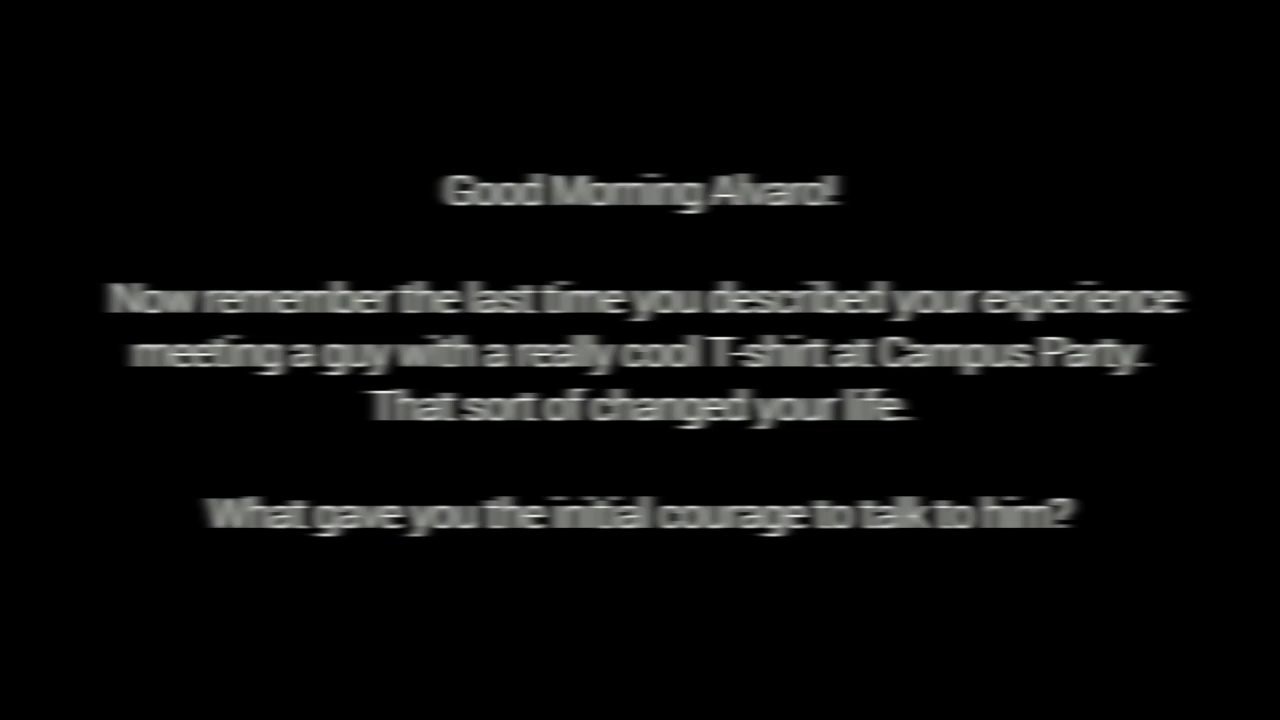 Good Morning Alvaro!
Now remember the last time you described your experience
meeting a guy with a really cool T-shirt at Campus Party.
That sort of changed your life.
What gave you the initial courage to talk to him?